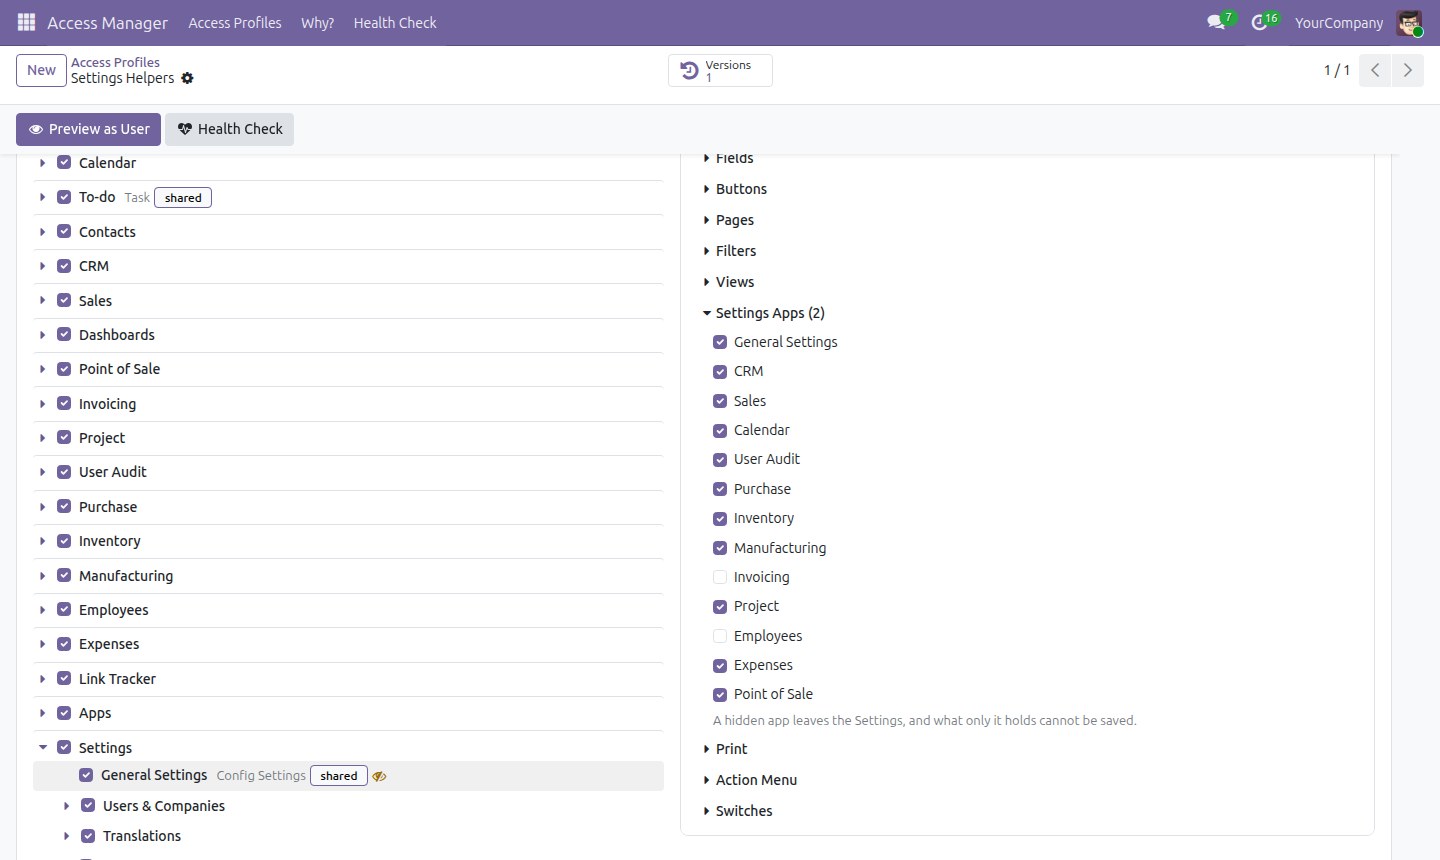 Access Manager Access Profiles Why? Health Check 7 16 YourCompany
New Access Profiles
Settings Helpers
Versions
1
1 / 1
Preview as User Health Check
Calendar
To-do Task shared
Contacts
CRM
Sales
Dashboards
Point of Sale
Invoicing
Project
User Audit
Purchase
Inventory
Manufacturing
Employees
Expenses
Link Tracker
Apps
Settings
General Settings Config Settings shared
Users & Companies
Translations
Fields
Buttons
Pages
Filters
Views
Settings Apps (2)
General Settings
CRM
Sales
Calendar
User Audit
Purchase
Inventory
Manufacturing
Invoicing
Project
Employees
Expenses
Point of Sale
A hidden app leaves the Settings, and what only it holds cannot be saved.
Print
Action Menu
Switches